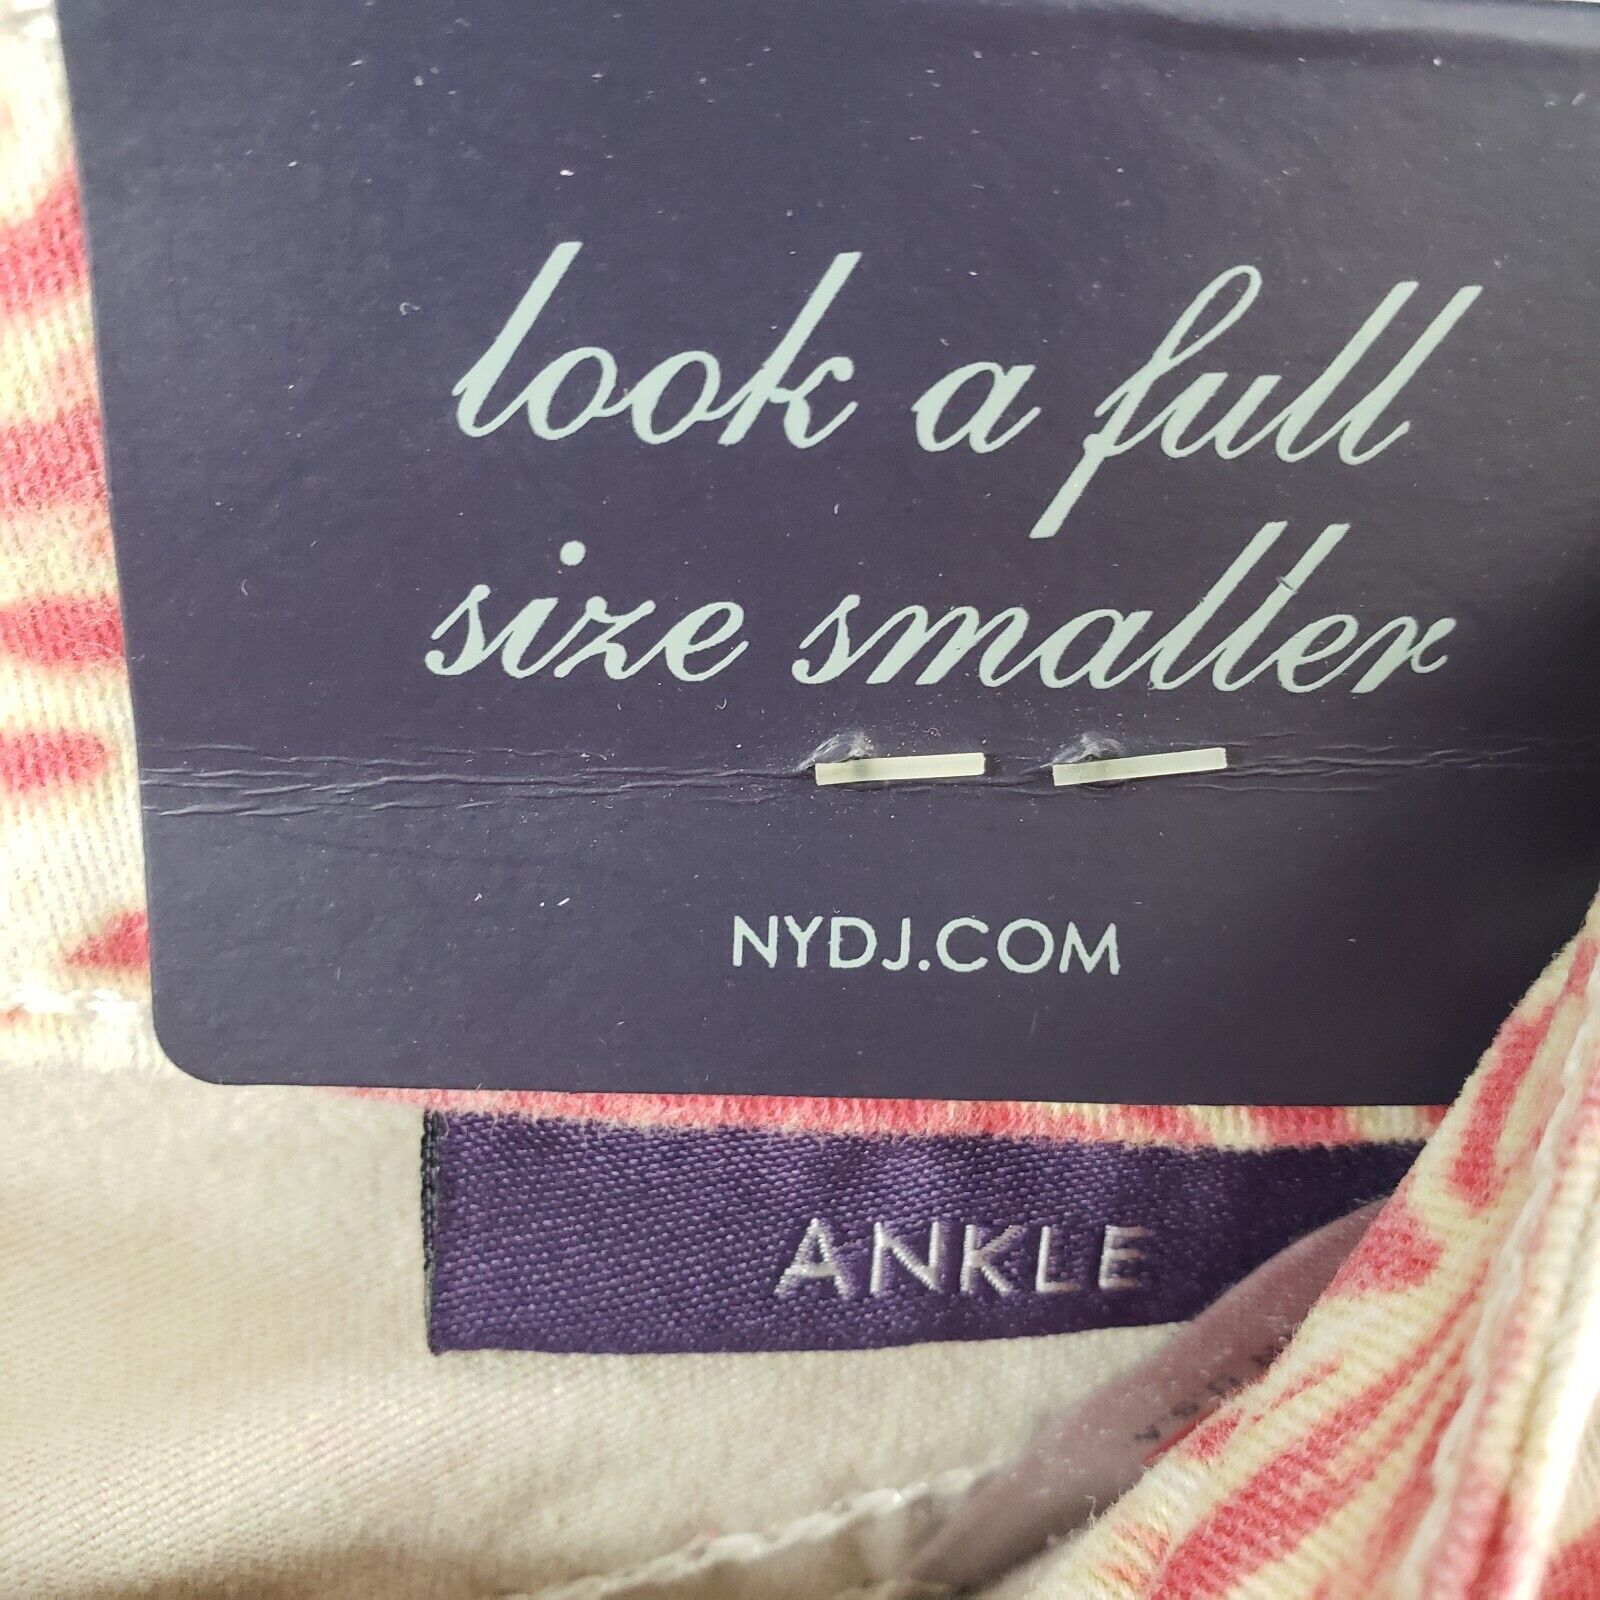 look a full
size smaller
NYDJ.COM
ANKLE